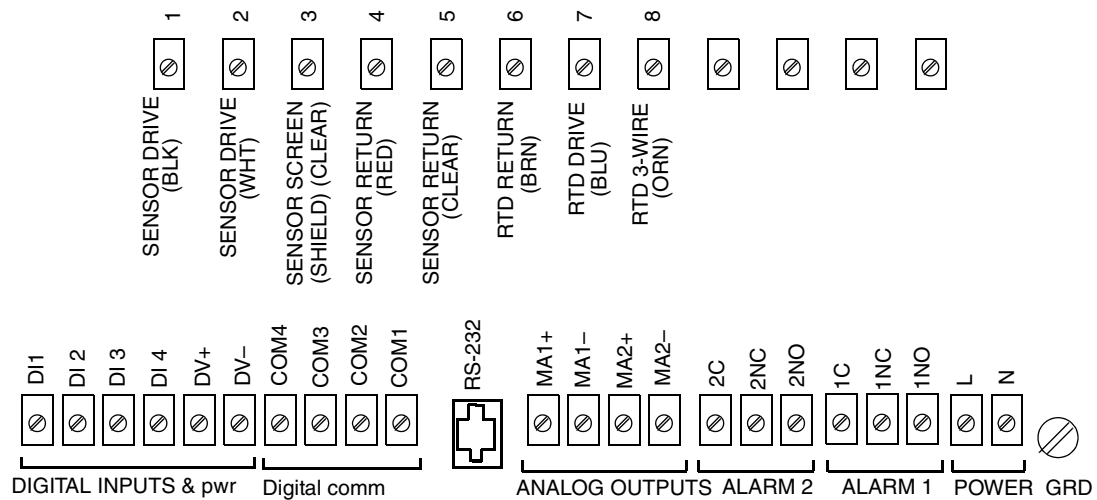 1 2 3 4 5 6 7 8
SENSOR DRIVE
(BLK)
SENSOR DRIVE
(WHT)
SENSOR SCREEN
(SHIELD) (CLEAR)
SENSOR RETURN
(RED)
SENSOR RETURN
(CLEAR)
RTD RETURN
(BRN)
RTD DRIVE
(BLU)
RTD 3-WIRE
(ORN)
DI1 DI 2 DI 3 DI 4 DV+ DV– COM4 COM3 COM2 COM1 RS-232 MA1+ MA1– MA2+ MA2– 2C 2NC 2NO 1C 1NC 1NO L N
DIGITAL INPUTS & pwr Digital comm ANALOG OUTPUTS ALARM 2 ALARM 1 POWER GRD